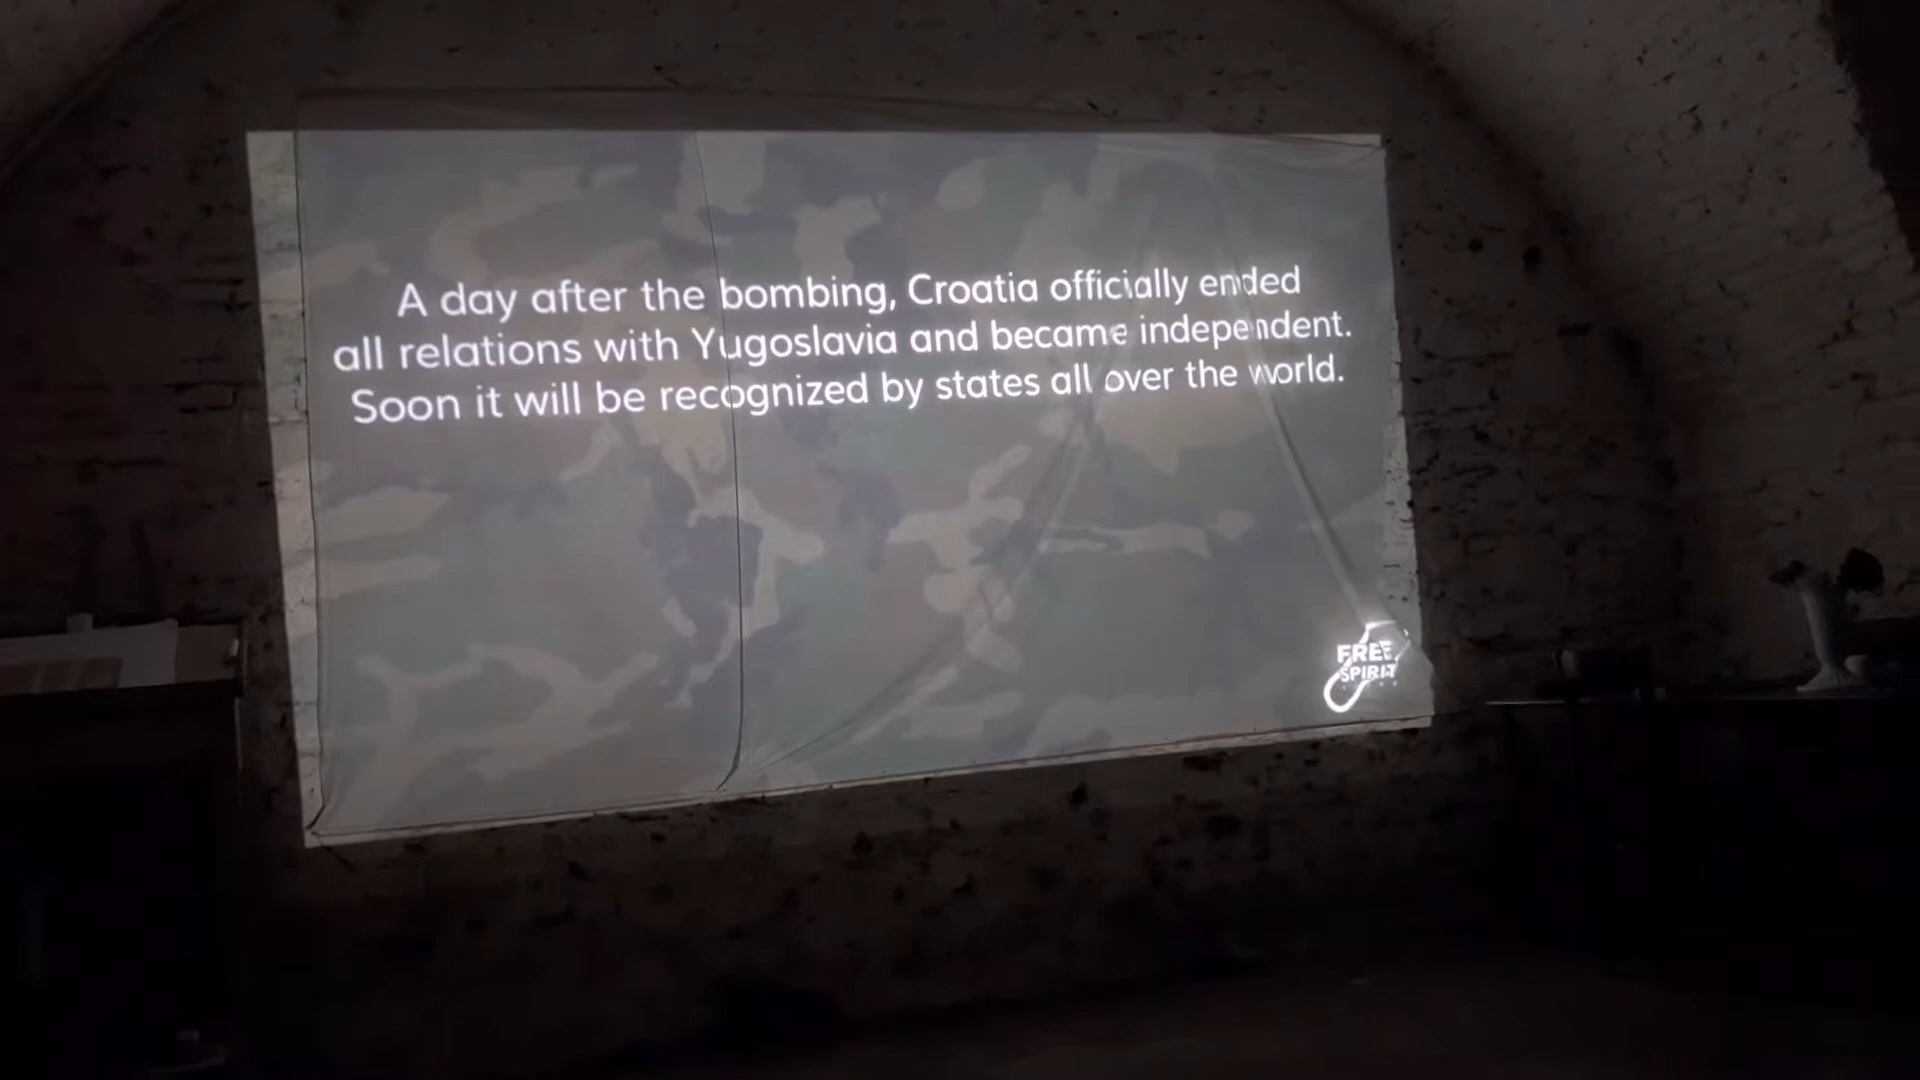 A day after the bombing, Croatia officially ended
all relations with Yugoslavia and became independent.
Soon it will be recognized by states all over the world.
FREE
SPIRIT